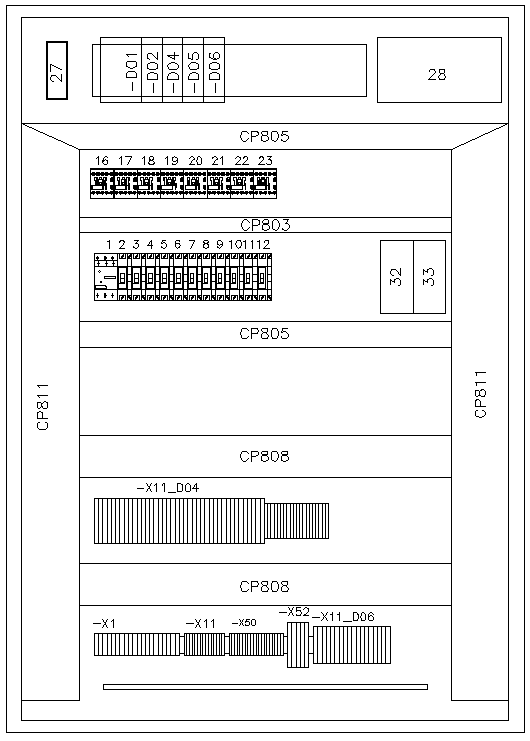 27
-D01
-D02
-D04
-D05
-D06
28
CP805
16 17 18 19 20 21 22 23
CP803
1 2 3 4 5 6 7 8 9 10 11 12
32
33
CP805
CP811
CP811
CP808
-X11_D04
CP808
-X1
-X11
-X50
-X52
-X11_D06